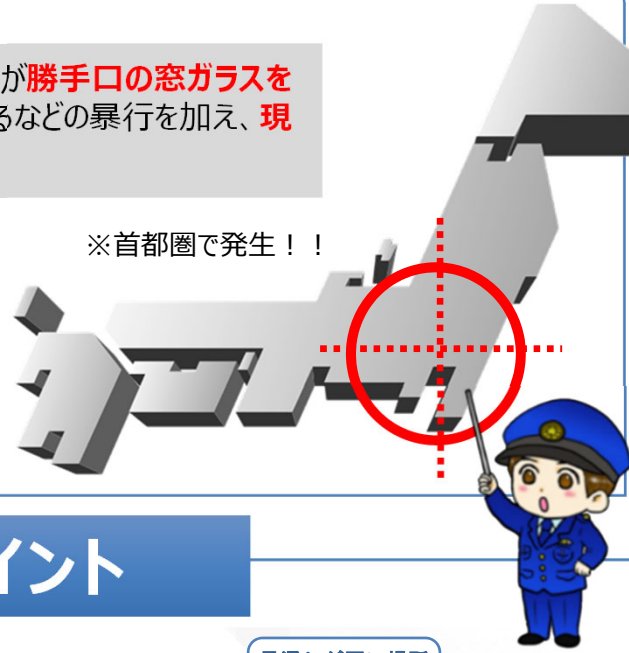 が勝手口の窓ガラスを
るなどの暴行を加え、現
※首都圏で発生！！
イント